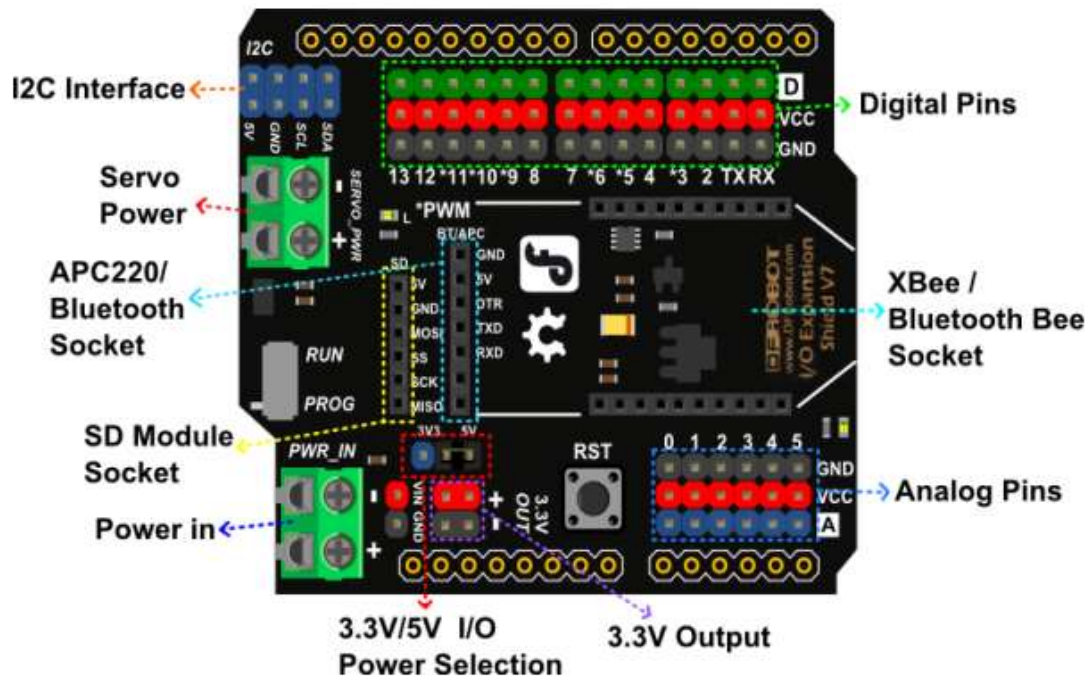 I2C
I2C Interface
5V GND SCL SDA
D
VCC
GND
Digital Pins
13 12 *11 *10 *9 8 7 *6 *5 4 *3 2 TX RX
Servo
Power
-
+
SERVO_PWR
L
*PWM
BT/APC
GND
5V
DTR
TXD
RXD
APC220/
Bluetooth
Socket
SD
5V
GND
MOSI
SS
SCK
MISO
XBee /
Bluetooth Bee
Socket
DFROBOT
www.DFRobot.com
I/O Expansion
Shield V7
RUN
PROG
SD Module
Socket
3V3 5V
PWR_IN
-
+
Power in
VIN GND
+
-
3.3V
OUT
RST
0 1 2 3 4 5
GND
VCC
A
Analog Pins
3.3V/5V I/O
Power Selection
3.3V Output